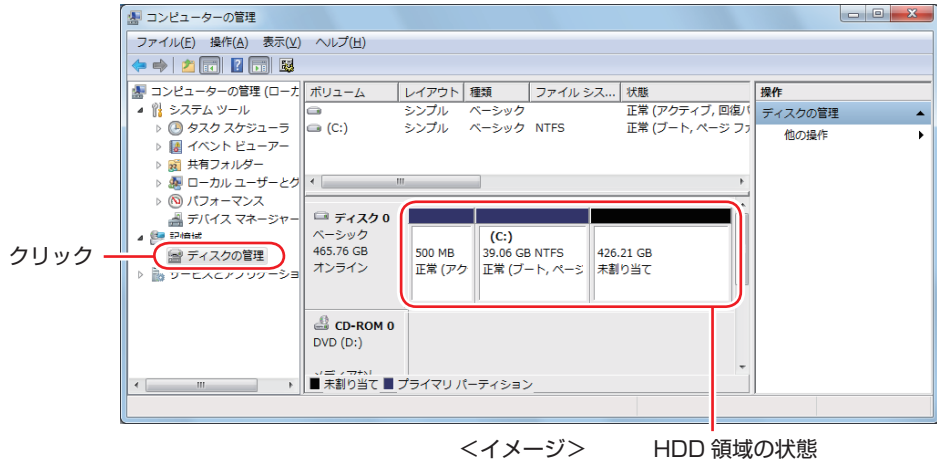 コンピューターの管理
ファイル(F) 操作(A) 表示(V) ヘルプ(H)
コンピューターの管理 (ローカ
システム ツール
タスク スケジューラ
イベント ビューアー
共有フォルダー
ローカル ユーザーとグ
パフォーマンス
デバイス マネージャー
記憶域
ディスクの管理
サービスとアプリケーショ
クリック
ボリューム レイアウト 種類 ファイル シス... 状態
シンプル ベーシック 正常 (アクティブ, 回復パ
(C:) シンプル ベーシック NTFS 正常 (ブート, ページ ファ
ディスク 0
ベーシック
465.76 GB
オンライン
500 MB
正常 (アク
(C:)
39.06 GB NTFS
正常 (ブート, ページ
426.21 GB
未割り当て
CD-ROM 0
DVD (D:)
未割り当て プライマリ パーティション
操作
ディスクの管理
他の操作
＜イメージ＞ HDD 領域の状態